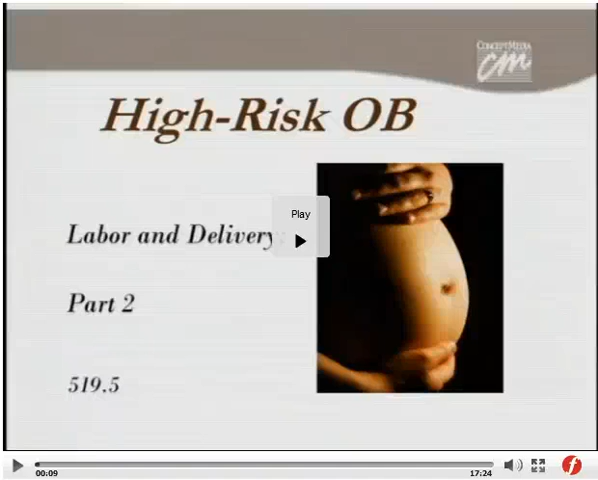 CONCEPT MEDIA
cm
High-Risk OB
Play
Labor and Delivery:
Part 2
519.5
00:09
17:24
f